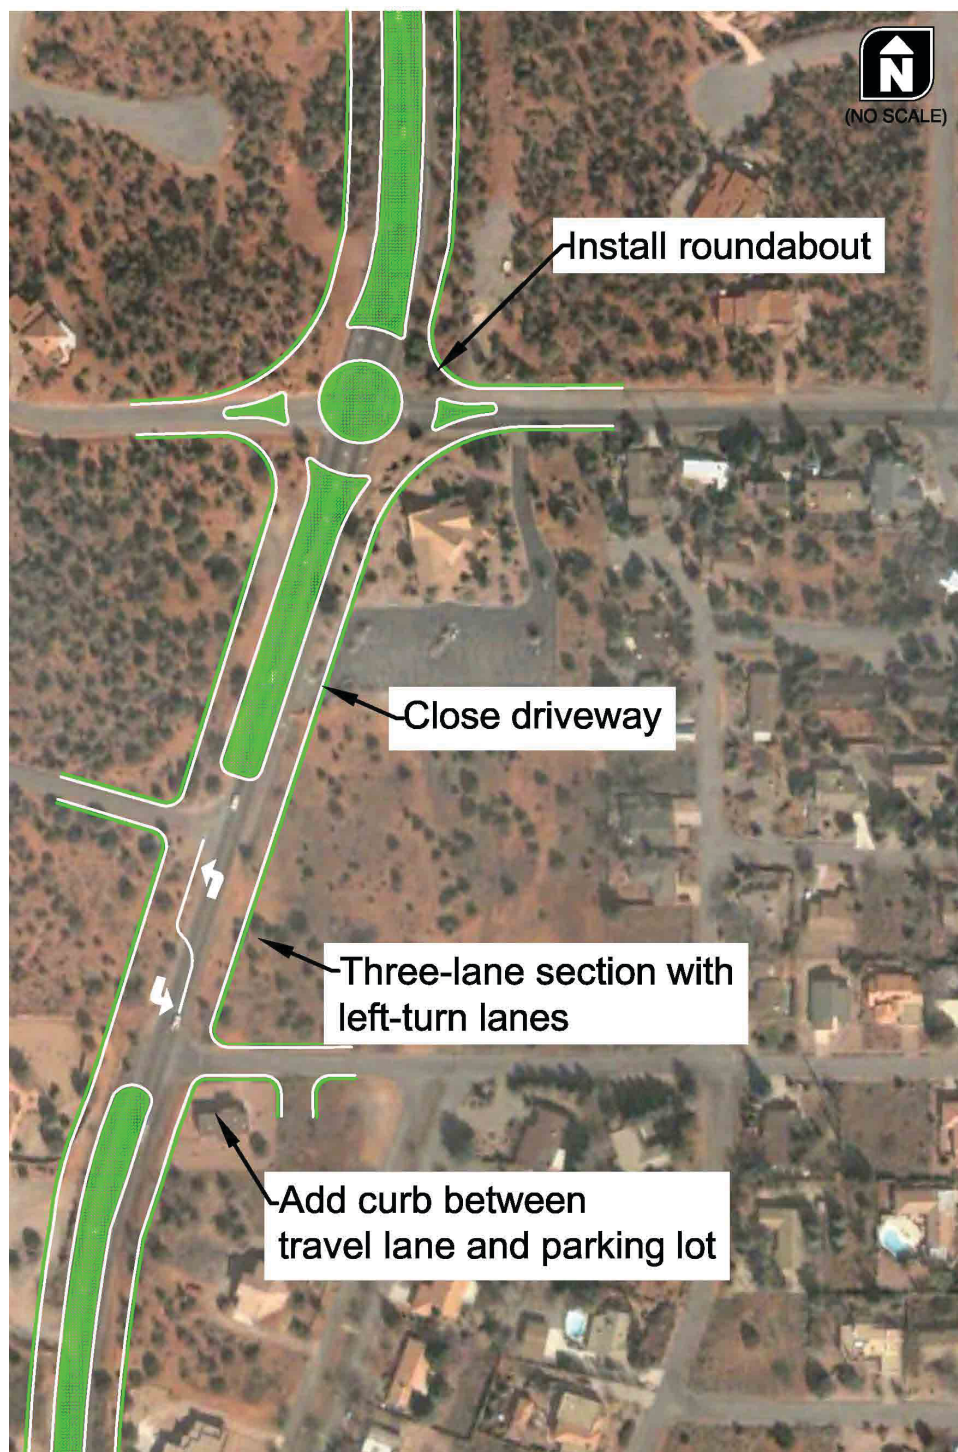 N
(NO SCALE)
Install roundabout
Close driveway
Three-lane section with
left-turn lanes
Add curb between
travel lane and parking lot